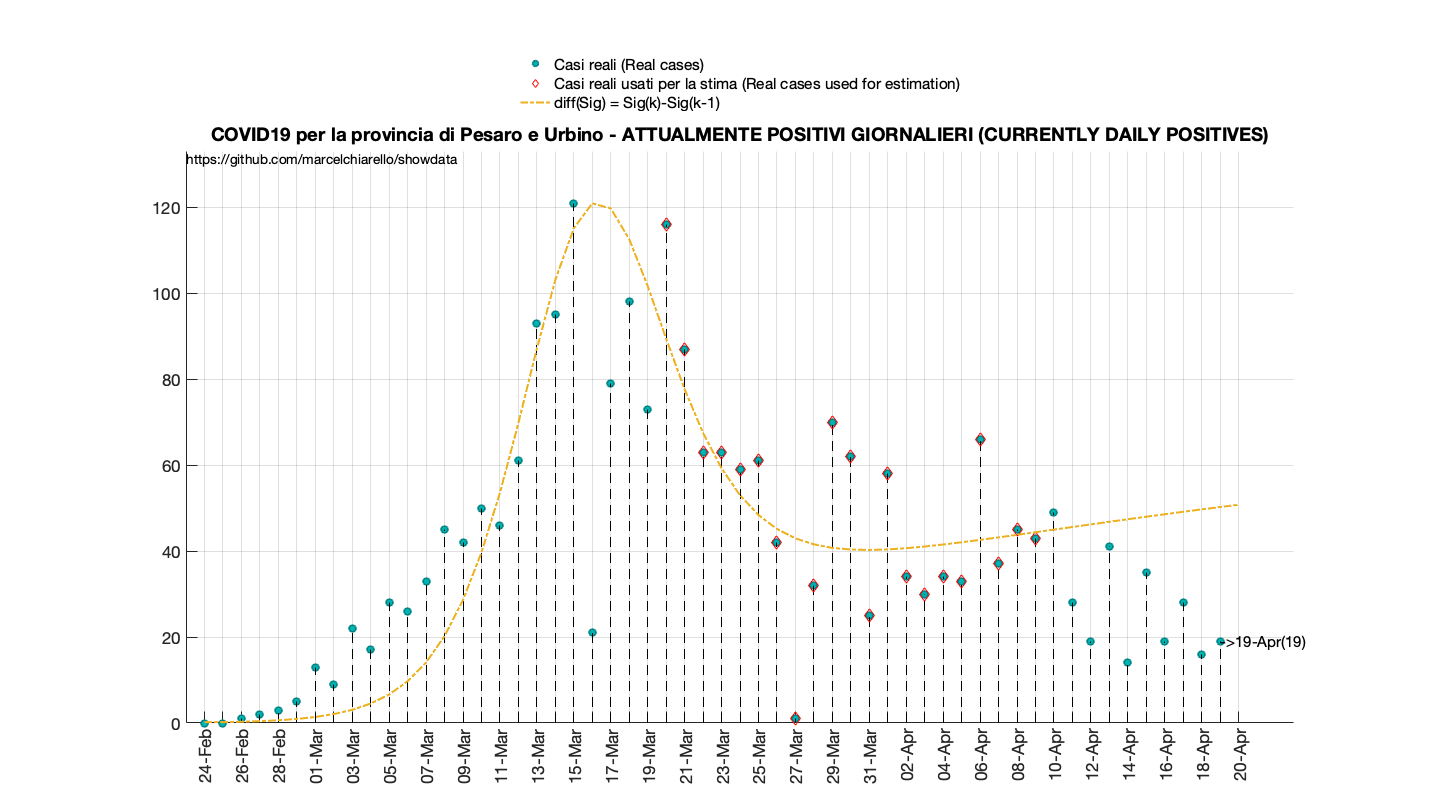 Casi reali (Real cases)
Casi reali usati per la stima (Real cases used for estimation)
diff(Sig) = Sig(k)-Sig(k-1)
COVID19 per la provincia di Pesaro e Urbino - ATTUALMENTE POSITIVI GIORNALIERI (CURRENTLY DAILY POSITIVES)
https://github.com/marcelchiarello/showdata
120
100
80
60
40
20
0
->19-Apr(19)
24-Feb
26-Feb
28-Feb
01-Mar
03-Mar
05-Mar
07-Mar
09-Mar
11-Mar
13-Mar
15-Mar
17-Mar
19-Mar
21-Mar
23-Mar
25-Mar
27-Mar
29-Mar
31-Mar
02-Apr
04-Apr
06-Apr
08-Apr
10-Apr
12-Apr
14-Apr
16-Apr
18-Apr
20-Apr